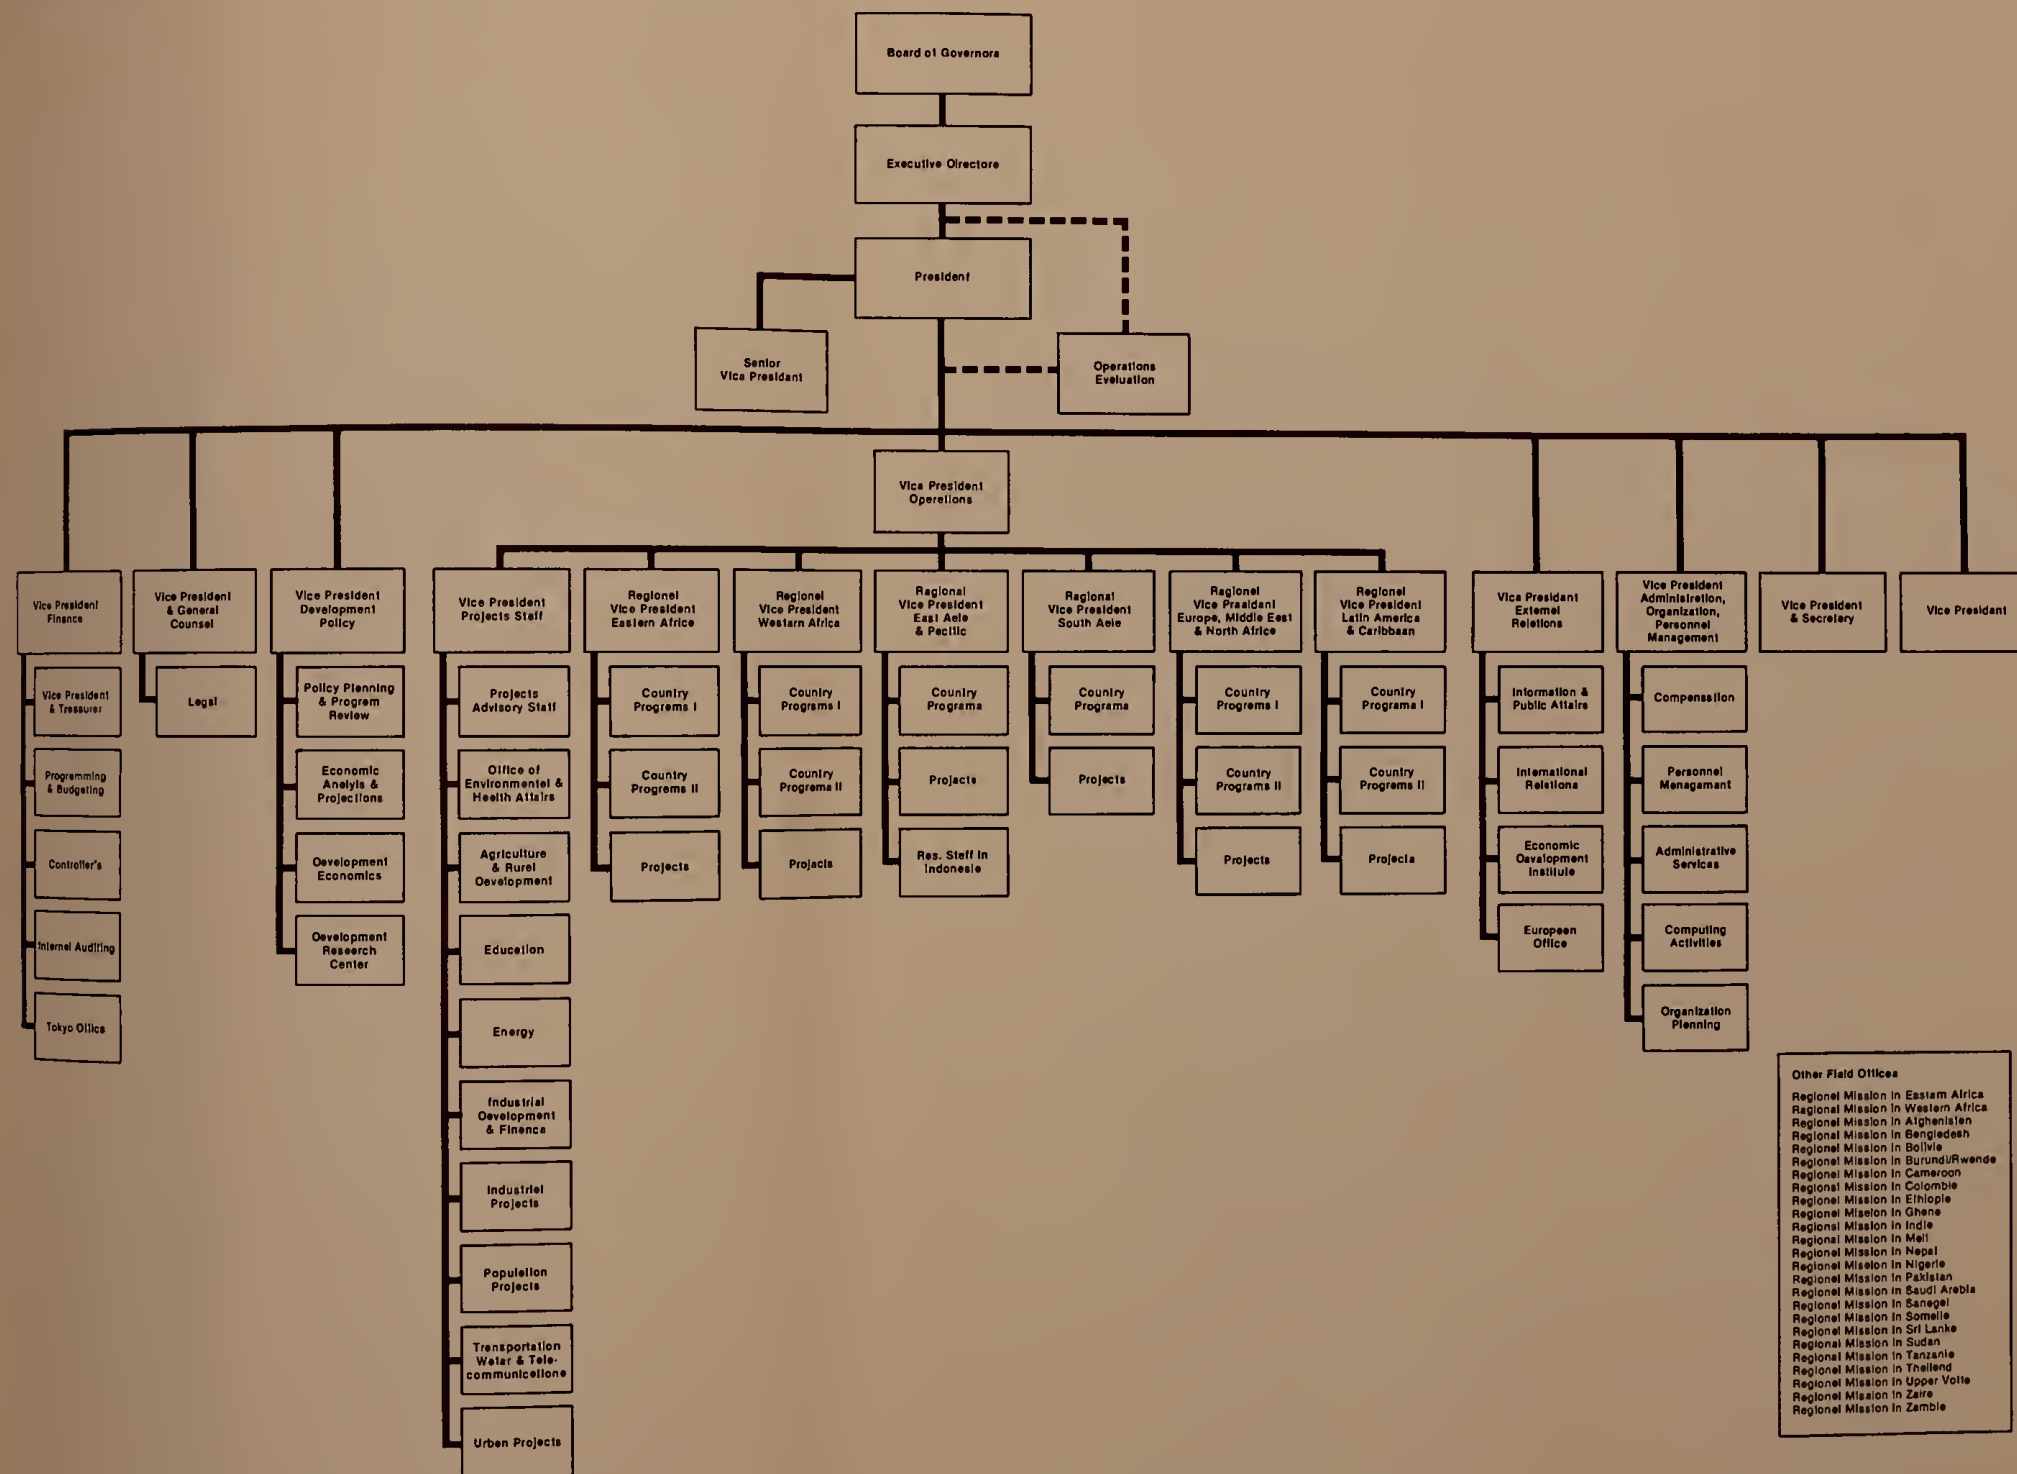 Board of Governors
Executive Directors
President
Senior
Vice President
Operations
Evaluation
Vice President
Operations
Vice President
Finance
Vice President
& General
Counsel
Vice President
Development
Policy
Vice President
Projects Staff
Regional
Vice President
Eastern Africa
Regional
Vice President
Western Africa
Regional
Vice President
East Asia
& Pacific
Regional
Vice President
South Asia
Regional
Vice President
Europe, Middle East
& North Africa
Regional
Vice President
Latin America
& Caribbean
Vice President
External
Relations
Vice President
Administration,
Organization,
Personnel
Management
Vice President
& Secretary
Vice President
Vice President
& Treasurer
Programming
& Budgeting
Controller's
Internal Auditing
Tokyo Office
Legal
Policy Planning
& Program
Review
Economic
Anelyis &
Projections
Development
Economics
Development
Research
Center
Projects
Advisory Staff
Office of
Environmental &
Health Affairs
Agriculture
& Rural
Development
Education
Energy
Industrial
Development
& Finance
Industrial
Projects
Population
Projects
Transportation
Water & Tele-
communications
Urban Projects
Country
Programs I
Country
Programs II
Projects
Country
Programs I
Country
Programs II
Projects
Country
Programs
Projects
Res. Staff in
Indonesia
Country
Programs
Projects
Country
Programs I
Country
Programs II
Projects
Country
Programs I
Country
Programs II
Projects
Information &
Public Affairs
International
Relations
Economic
Development
Institute
European
Office
Compensation
Personnel
Management
Administrative
Services
Computing
Activities
Organization
Planning
Other Field Offices
Regional Mission in Eastern Africa
Regional Mission in Western Africa
Regional Mission in Afghanistan
Regional Mission in Bangladesh
Regional Mission in Bolivia
Regional Mission in Burundi/Rwanda
Regional Mission in Cameroon
Regional Mission in Colombia
Regional Mission in Ethiopia
Regional Mission in Ghana
Regional Mission in India
Regional Mission in Mali
Regional Mission in Nepal
Regional Mission in Nigeria
Regional Mission in Pakistan
Regional Mission in Saudi Arabia
Regional Mission in Senegal
Regional Mission in Somalia
Regional Mission in Sri Lanka
Regional Mission in Sudan
Regional Mission in Tanzania
Regional Mission in Thailand
Regional Mission in Upper Volta
Regional Mission in Zaire
Regional Mission in Zambia